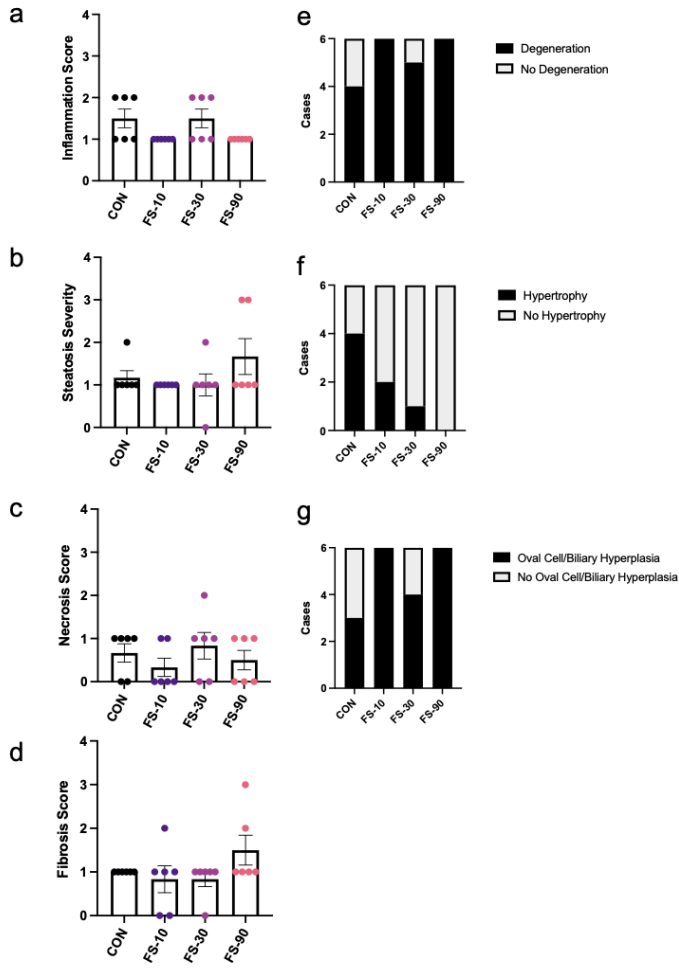 a
Inflammation Score
4
3
2
1
0
CON
FS-10
FS-30
FS-90
b
Steatosis Severity
4
3
2
1
0
CON
FS-10
FS-30
FS-90
c
Necrosis Score
4
3
2
1
0
CON
FS-10
FS-30
FS-90
d
Fibrosis Score
4
3
2
1
0
CON
FS-10
FS-30
FS-90
e
Cases
6
4
2
0
CON
FS-10
FS-30
FS-90
Degeneration
No Degeneration
f
Cases
6
4
2
0
CON
FS-10
FS-30
FS-90
Hypertrophy
No Hypertrophy
g
Cases
6
4
2
0
CON
FS-10
FS-30
FS-90
Oval Cell/Biliary Hyperplasia
No Oval Cell/Biliary Hyperplasia